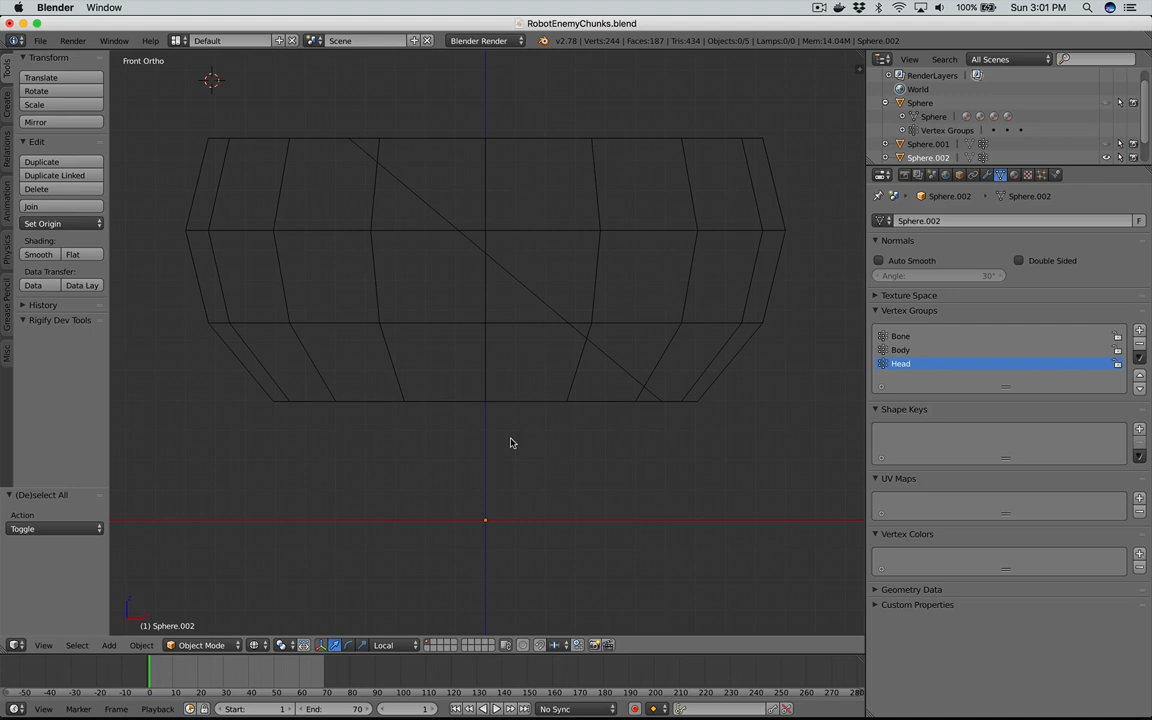 Blender Window 100% Sun 3:01 PM
RobotEnemyChunks.blend
File Render Window Help Default Scene Blender Render v2.78 | Verts:244 | Faces:187 | Tris:434 | Objects:0/5 | Lamps:0/0 | Mem:14.04M | Sphere.002
Tools
Create
Relations
Animation
Physics
Grease Pencil
Misc
Transform
Translate
Rotate
Scale
Mirror
Edit
Duplicate
Duplicate Linked
Delete
Join
Set Origin
Shading:
Smooth Flat
Data Transfer:
Data Data Lay
History
Rigify Dev Tools
(De)select All
Action
Toggle
Front Ortho
(1) Sphere.002
View Search All Scenes
RenderLayers
World
Sphere
Sphere
Vertex Groups
Sphere.001
Sphere.002
Sphere.002 Sphere.002
Sphere.002 F
Normals
Auto Smooth Double Sided
Angle: 30°
Texture Space
Vertex Groups
Bone
Body
Head
Shape Keys
UV Maps
Vertex Colors
Geometry Data
Custom Properties
View Select Add Object Object Mode Local
-50 -40 -30 -20 -10 0 10 20 30 40 50 60 70 80 90 100 110 120 130 140 150 160 170 180 190 200 210 220 230 240 250 260 270 280
View Marker Frame Playback Start: 1 End: 70 1 No Sync